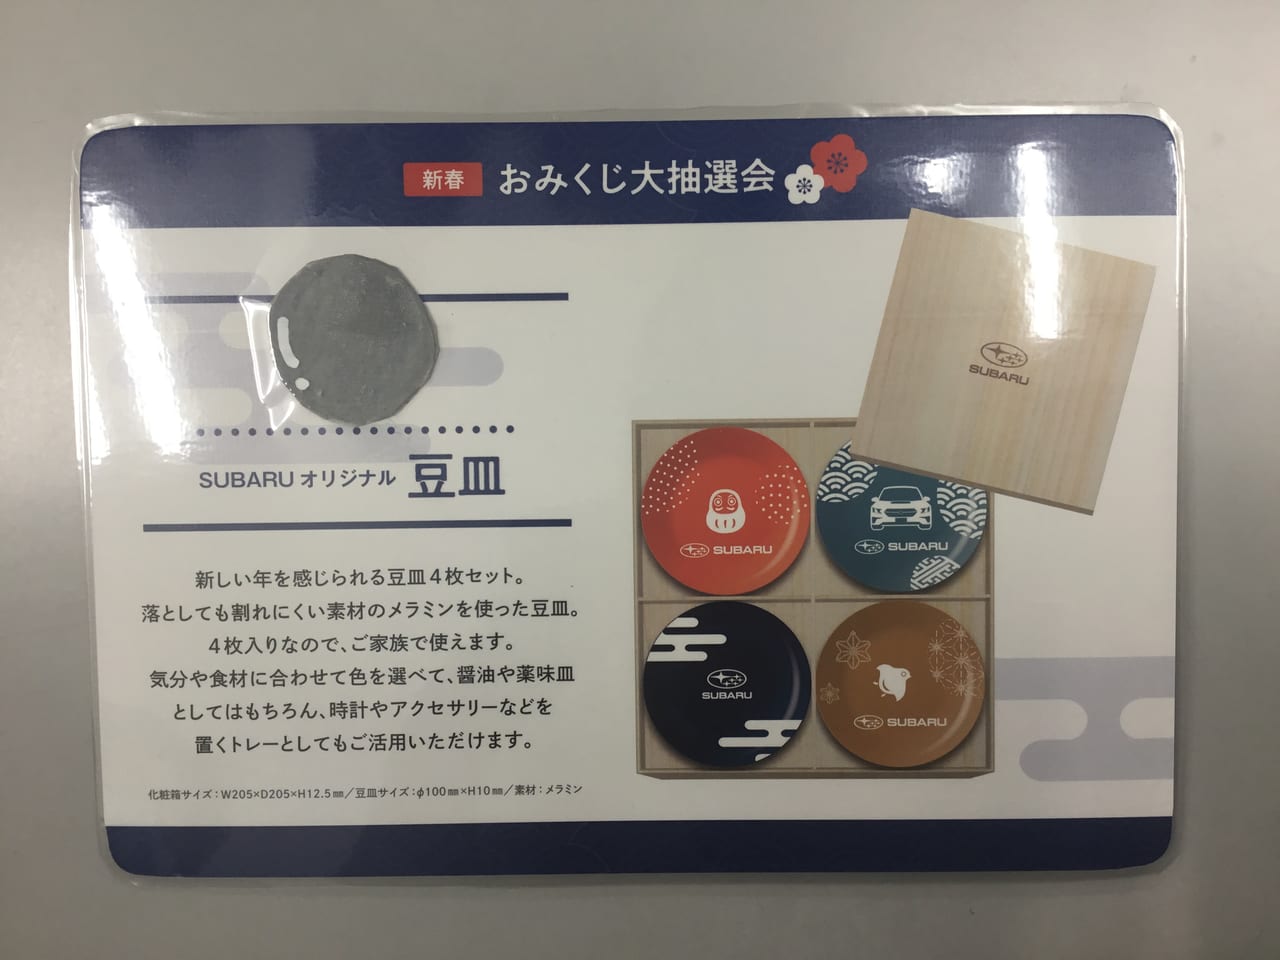 新春 おみくじ大抽選会
SUBARU オリジナル 豆皿
新しい年を感じられる豆皿4枚セット。
落としても割れにくい素材のメラミンを使った豆皿。
4枚入りなので、ご家族で使えます。
気分や食材に合わせて色を選べて、醤油や薬味皿
としてはもちろん、時計やアクセサリーなどを
置くトレーとしてもご活用いただけます。
化粧箱サイズ：W205×D205×H12.5㎜／豆皿サイズ：φ100㎜×H10㎜／素材：メラミン
SUBARU
SUBARU
SUBARU
SUBARU
SUBARU